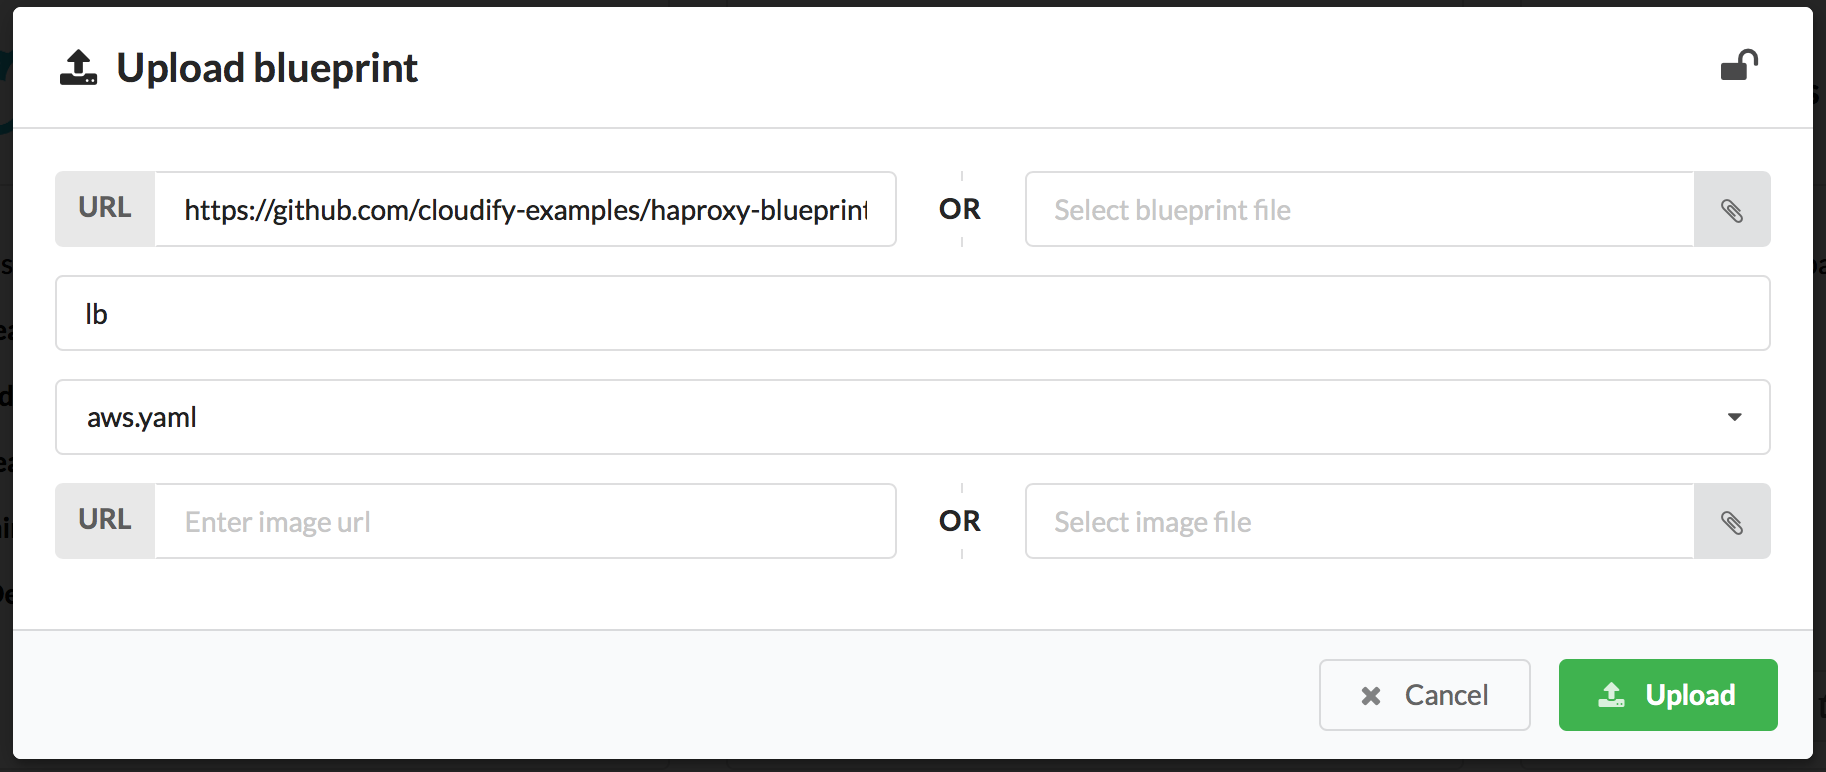 Upload blueprint
URL https://github.com/cloudify-examples/haproxy-blueprint OR Select blueprint file
lb
aws.yaml
URL Enter image url OR Select image file
Cancel Upload